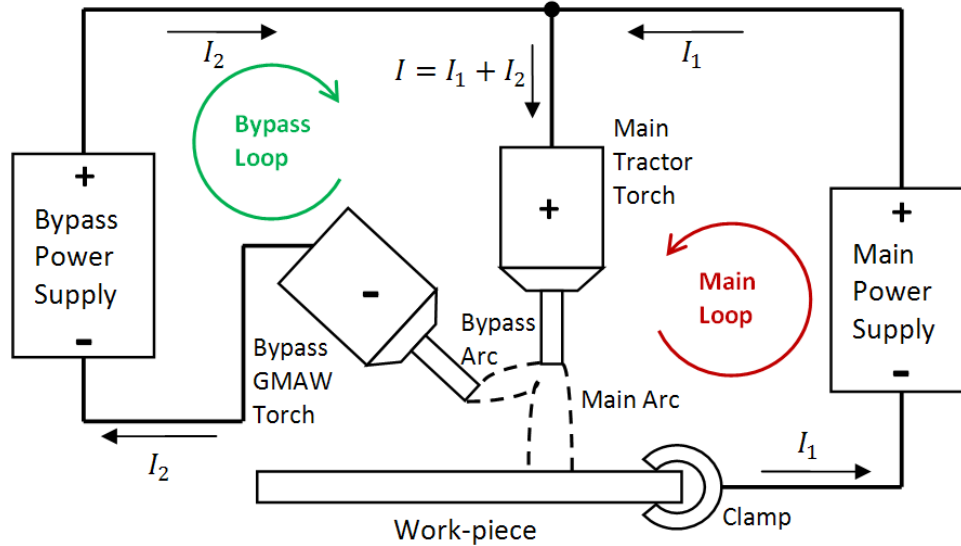 I₂
I₁
I = I₁ + I₂
Bypass
Loop
Main
Tractor
Torch
+
Bypass
Power
Supply
-
+
-
+
Main
Power
Supply
-
Main
Loop
Bypass
Arc
Bypass
GMAW
Torch
Main Arc
I₂
I₁
Clamp
Work-piece